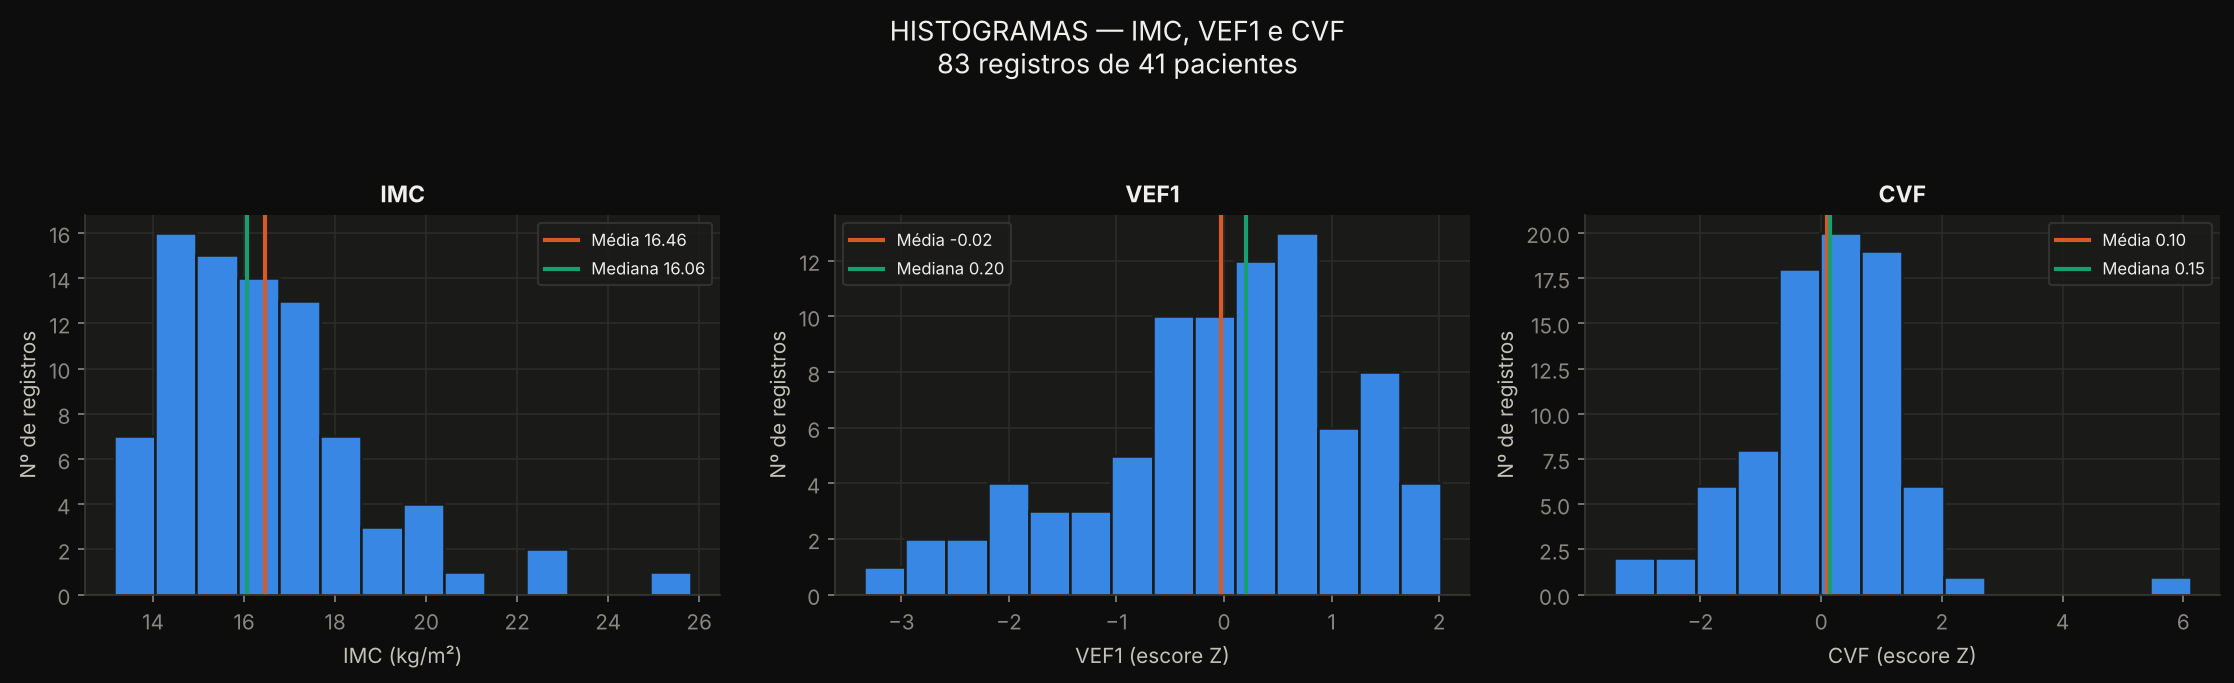 HISTOGRAMAS — IMC, VEF1 e CVF
83 registros de 41 pacientes
IMC
Nº de registros
16
14
12
10
8
6
4
2
0
Média 16.46
Mediana 16.06
14 16 18 20 22 24 26
IMC (kg/m²)
VEF1
Nº de registros
12
10
8
6
4
2
0
Média -0.02
Mediana 0.20
−3 −2 −1 0 1 2
VEF1 (escore Z)
CVF
Nº de registros
20.0
17.5
15.0
12.5
10.0
7.5
5.0
2.5
0.0
Média 0.10
Mediana 0.15
−2 0 2 4 6
CVF (escore Z)